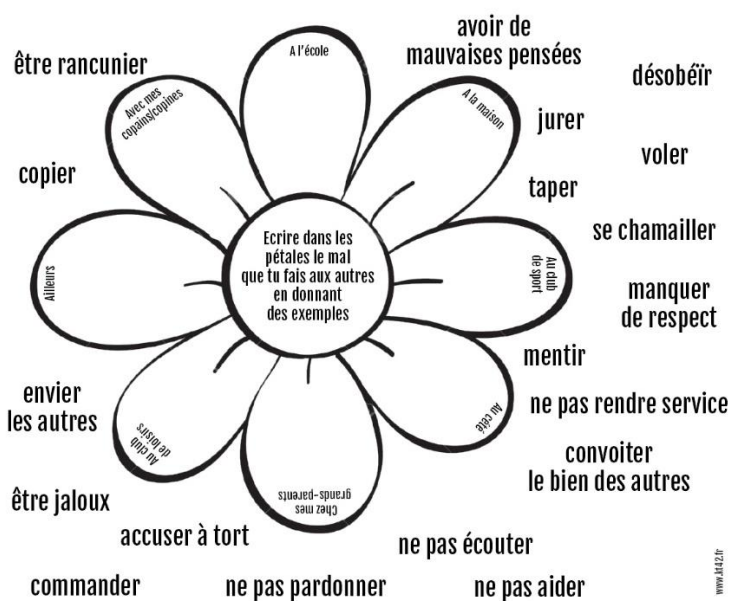 avoir de
mauvaises pensées
être rancunier
A l'école
Avec mes
copains/copines
A la maison
désobéïr
jurer
voler
copier
taper
se chamailler
Ecrire dans les
pétales le mal
que tu fais aux autres
en donnant
des exemples
Ailleurs
Au club
de sport
manquer
de respect
mentir
envier
les autres
ne pas rendre service
Au club
de loisirs
Au cété
convoiter
le bien des autres
être jaloux
Chez mes
grands-parents
accuser à tort
ne pas écouter
commander
ne pas pardonner
ne pas aider
www.kt42.fr